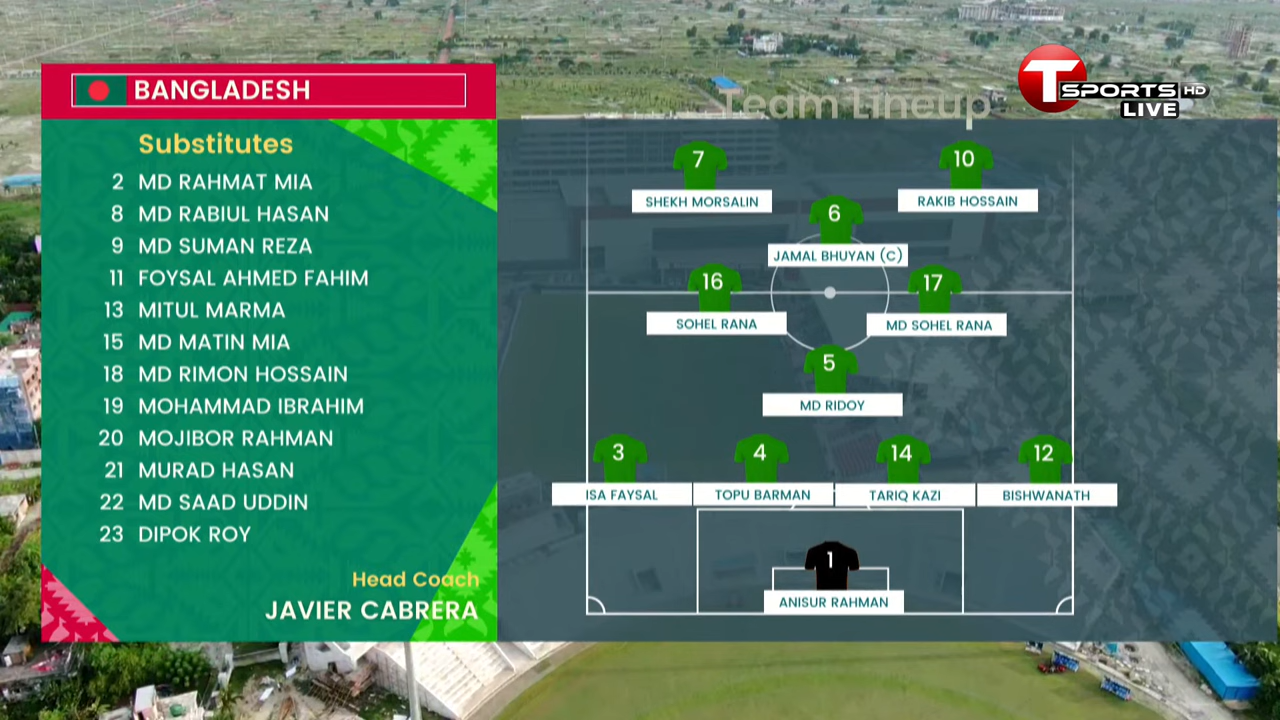 BANGLADESH
Substitutes
2 MD RAHMAT MIA
8 MD RABIUL HASAN
9 MD SUMAN REZA
11 FOYSAL AHMED FAHIM
13 MITUL MARMA
15 MD MATIN MIA
18 MD RIMON HOSSAIN
19 MOHAMMAD IBRAHIM
20 MOJIBOR RAHMAN
21 MURAD HASAN
22 MD SAAD UDDIN
23 DIPOK ROY
Head Coach
JAVIER CABRERA
Team Lineup
T SPORTS HD
LIVE
7 10
SHEKH MORSALIN RAKIB HOSSAIN
6
JAMAL BHUYAN (C)
16 17
SOHEL RANA MD SOHEL RANA
5
MD RIDOY
3 4 14 12
ISA FAYSAL TOPU BARMAN TARIQ KAZI BISHWANATH
1
ANISUR RAHMAN